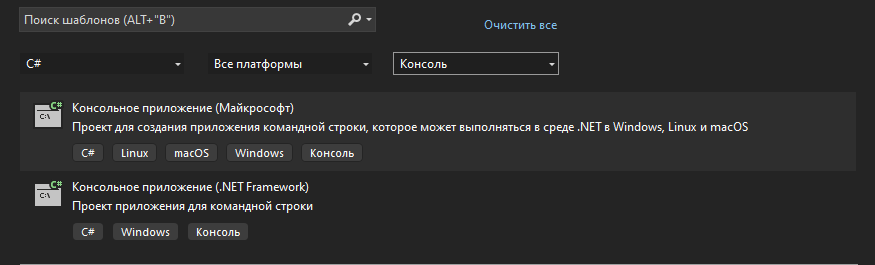 Поиск шаблонов (ALT+"В")
Очистить все
C#
Все платформы
Консоль
C#
C:\
Консольное приложение (Майкрософт)
Проект для создания приложения командной строки, которое может выполняться в среде .NET в Windows, Linux и macOS
C# Linux macOS Windows Консоль
C#
C:\
Консольное приложение (.NET Framework)
Проект приложения для командной строки
C# Windows Консоль